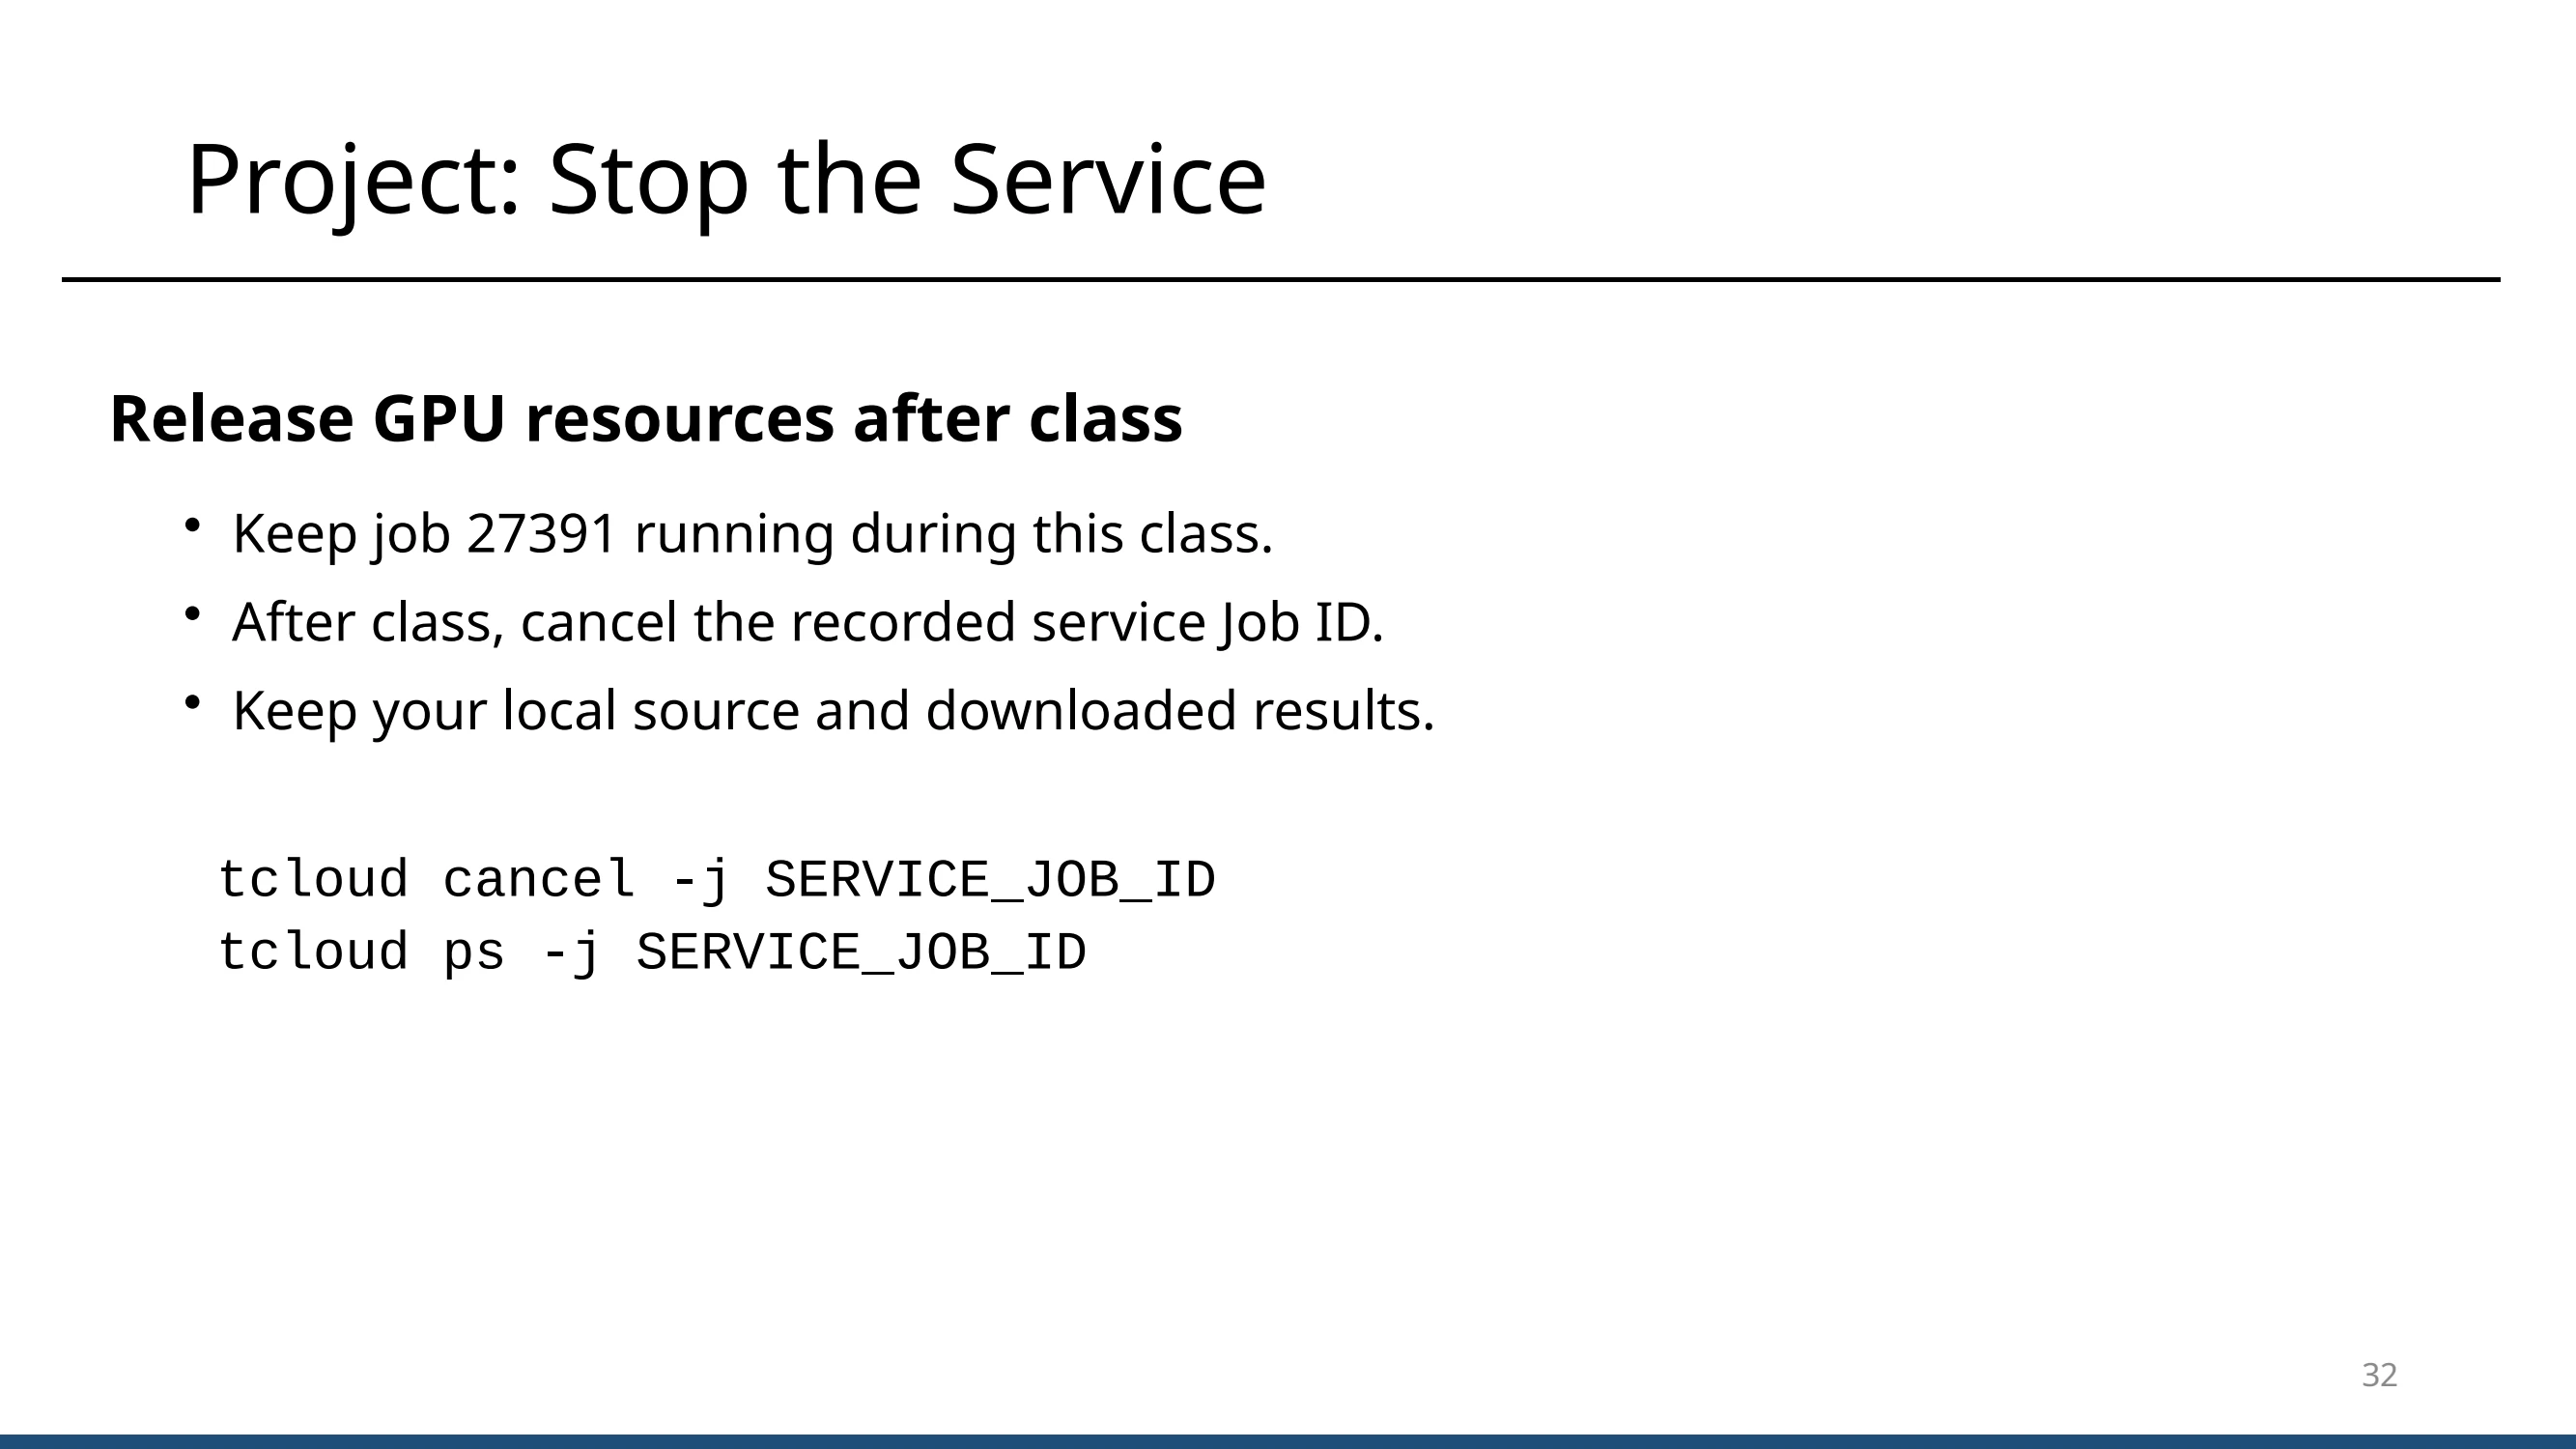 Project: Stop the Service
Release GPU resources after class
• Keep job 27391 running during this class.
• After class, cancel the recorded service Job ID.
• Keep your local source and downloaded results.
tcloud cancel -j SERVICE_JOB_ID
tcloud ps -j SERVICE_JOB_ID
32